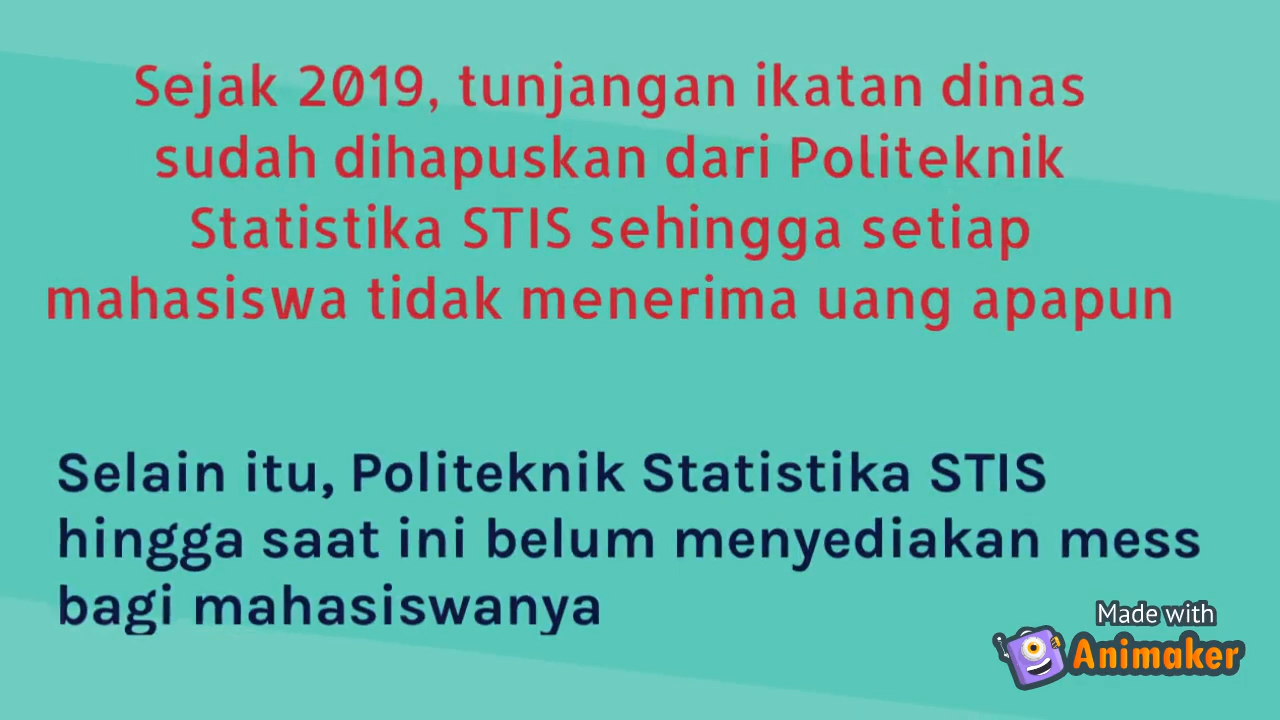 Sejak 2019, tunjangan ikatan dinas
sudah dihapuskan dari Politeknik
Statistika STIS sehingga setiap
mahasiswa tidak menerima uang apapun
Selain itu, Politeknik Statistika STIS
hingga saat ini belum menyediakan mess
bagi mahasiswanya
Made with
Animaker